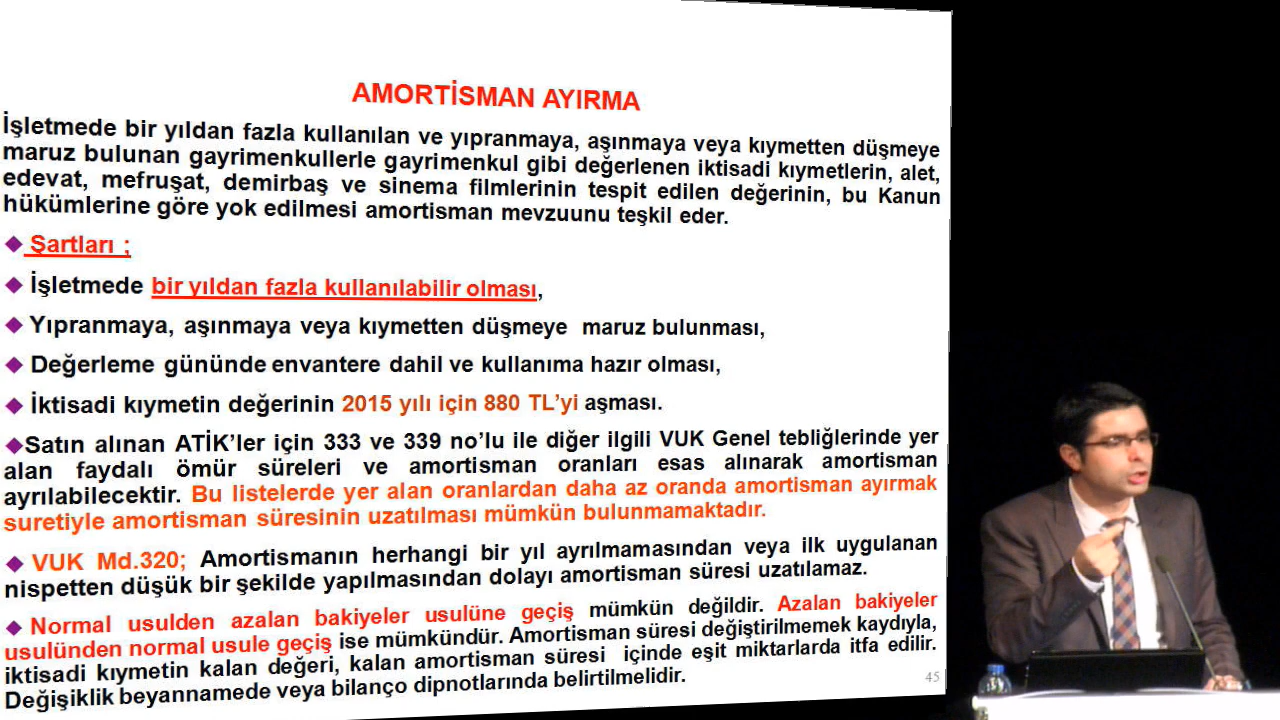 AMORTİSMAN AYIRMA
İşletmede bir yıldan fazla kullanılan ve yıpranmaya, aşınmaya veya kıymetten düşmeye
maruz bulunan gayrimenkullerle gayrimenkul gibi değerlenen iktisadi kıymetlerin, alet,
edevat, mefruşat, demirbaş ve sinema filmlerinin tespit edilen değerinin, bu Kanun
hükümlerine göre yok edilmesi amortisman mevzuunu teşkil eder.
◆ Şartları ;
◆ İşletmede bir yıldan fazla kullanılabilir olması,
◆ Yıpranmaya, aşınmaya veya kıymetten düşmeye maruz bulunması,
◆ Değerleme gününde envantere dahil ve kullanıma hazır olması,
◆ İktisadi kıymetin değerinin 2015 yılı için 880 TL'yi aşması.
◆Satın alınan ATİK'ler için 333 ve 339 no'lu ile diğer ilgili VUK Genel tebliğlerinde yer
alan faydalı ömür süreleri ve amortisman oranları esas alınarak amortisman
ayrılabilecektir. Bu listelerde yer alan oranlardan daha az oranda amortisman ayırmak
suretiyle amortisman süresinin uzatılması mümkün bulunmamaktadır.
◆ VUK Md.320; Amortismanın herhangi bir yıl ayrılmamasından veya ilk uygulanan
nispetten düşük bir şekilde yapılmasından dolayı amortisman süresi uzatılamaz.
◆ Normal usulden azalan bakiyeler usulüne geçiş mümkün değildir. Azalan bakiyeler
usulünden normal usule geçiş ise mümkündür. Amortisman süresi değiştirilmemek kaydıyla,
iktisadi kıymetin kalan değeri, kalan amortisman süresi içinde eşit miktarlarda itfa edilir.
Değişiklik beyannamede veya bilanço dipnotlarında belirtilmelidir.
45